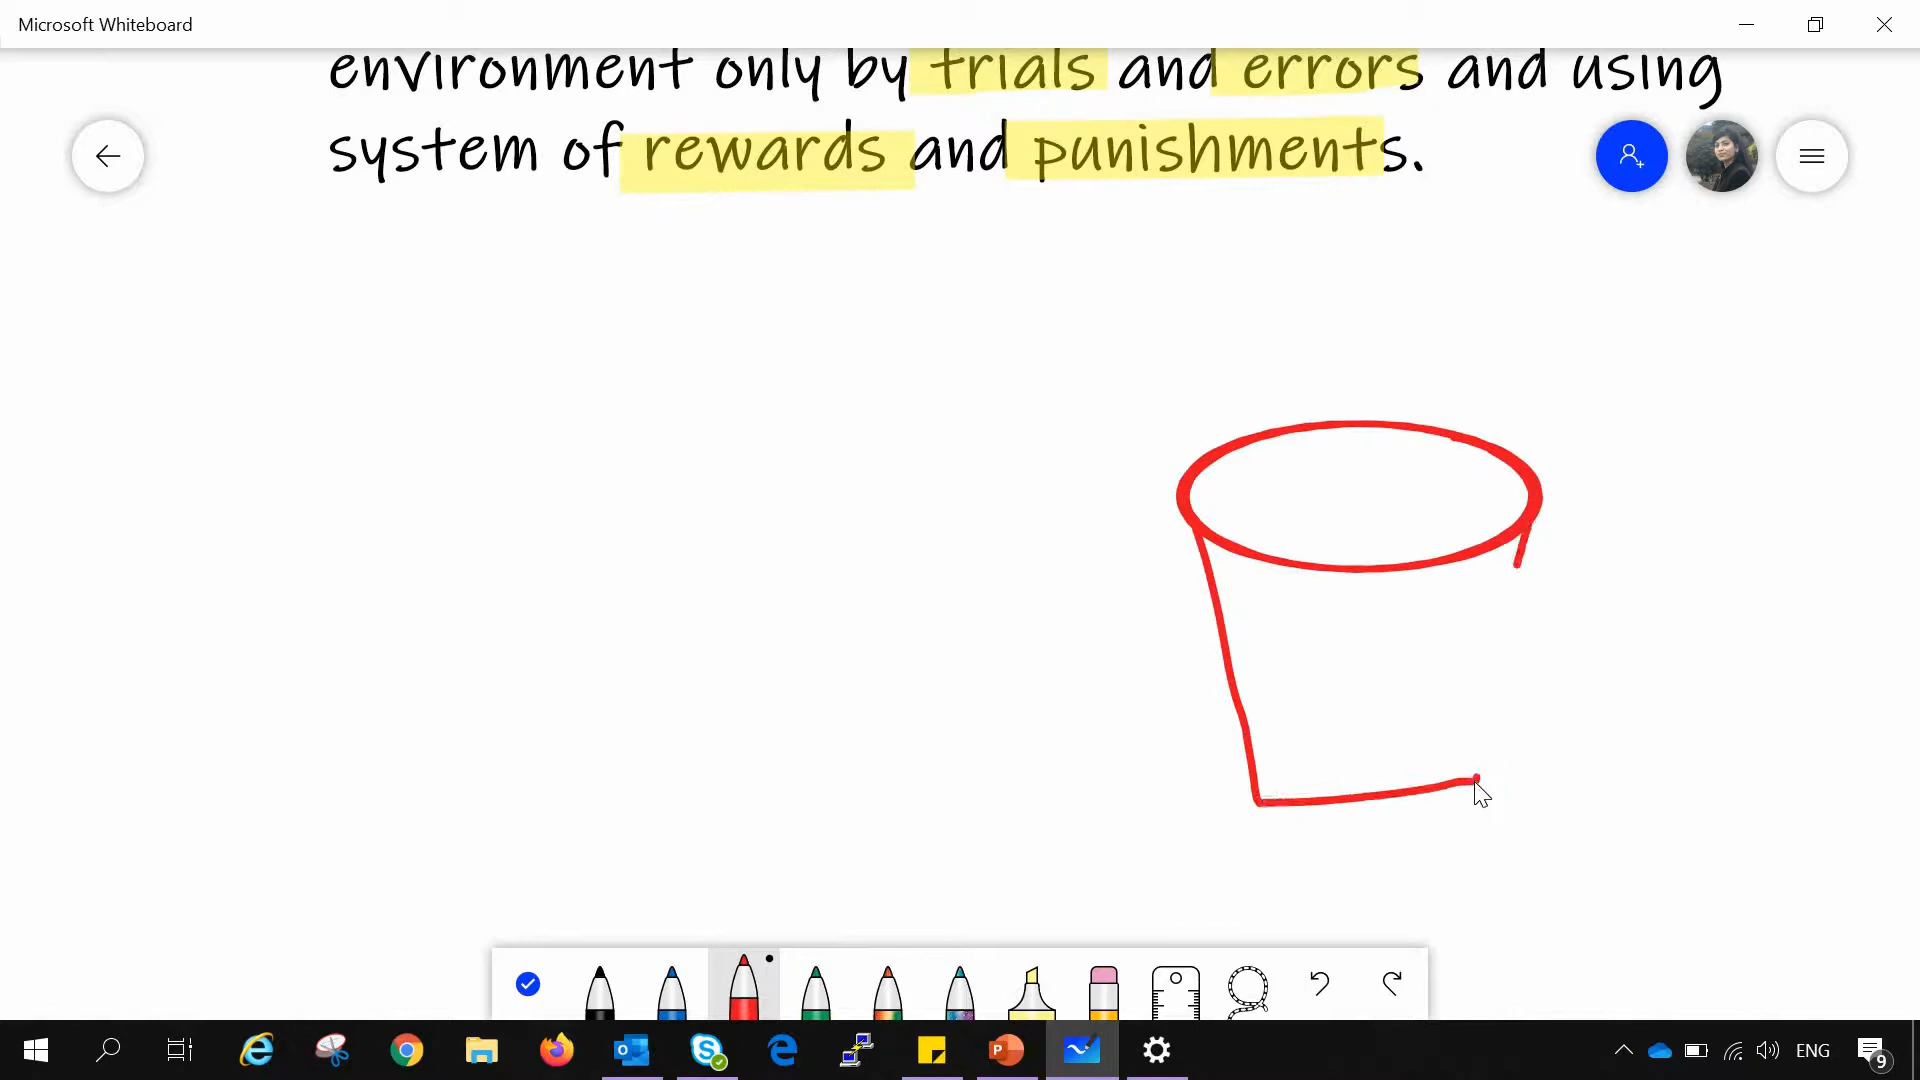 Microsoft Whiteboard
environment only by trials and errors and using
system of rewards and punishments.
ENG
9